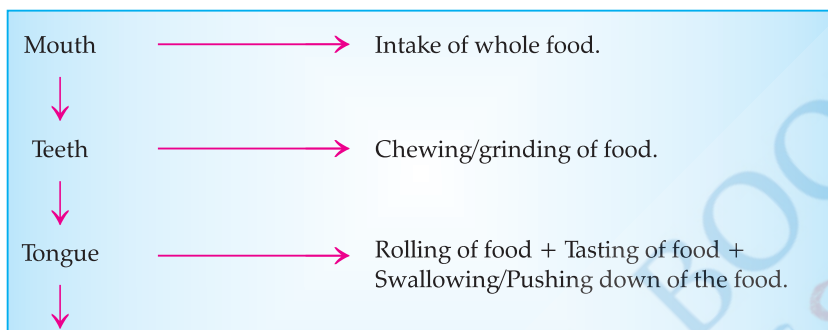 Mouth Intake of whole food.
Teeth Chewing/grinding of food.
Tongue Rolling of food + Tasting of food +
Swallowing/Pushing down of the food.
BOO